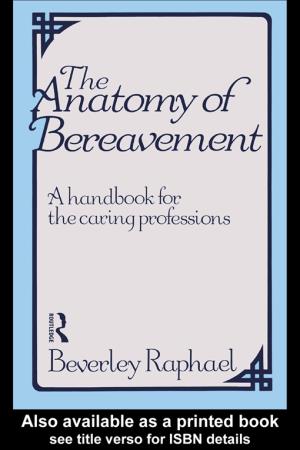 The
Anatomy of
Bereavement
A handbook for
the caring professions
ROUTLEDGE
Beverley Raphael
Also available as a printed book
see title verso for ISBN details